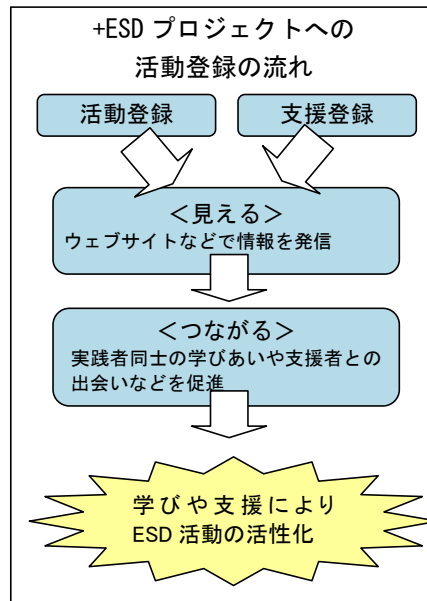 +ESD プロジェクトへの
活動登録の流れ
活動登録
支援登録
＜見える＞
ウェブサイトなどで情報を発信
＜つながる＞
実践者同士の学びあいや支援者との
出会いなどを促進
学びや支援により
ESD 活動の活性化